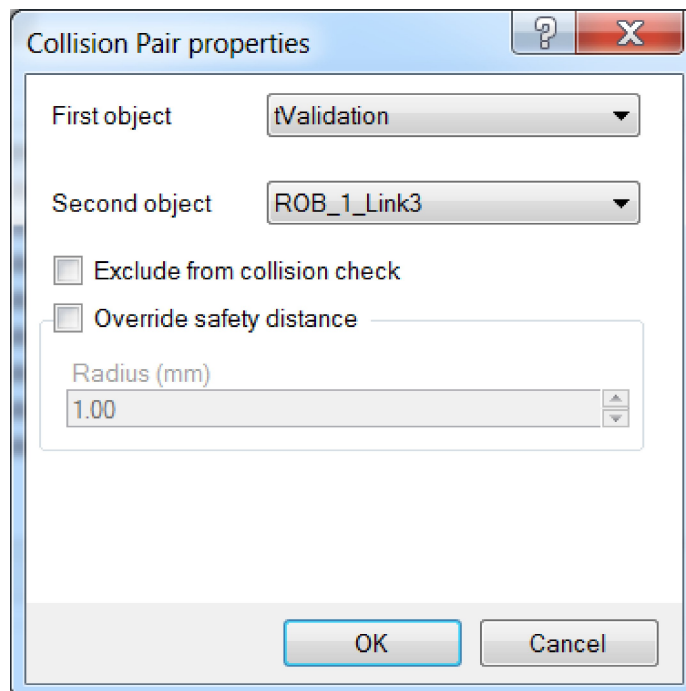 Collision Pair properties
First object tValidation
Second object ROB_1_Link3
Exclude from collision check
Override safety distance
Radius (mm)
1.00
OK Cancel